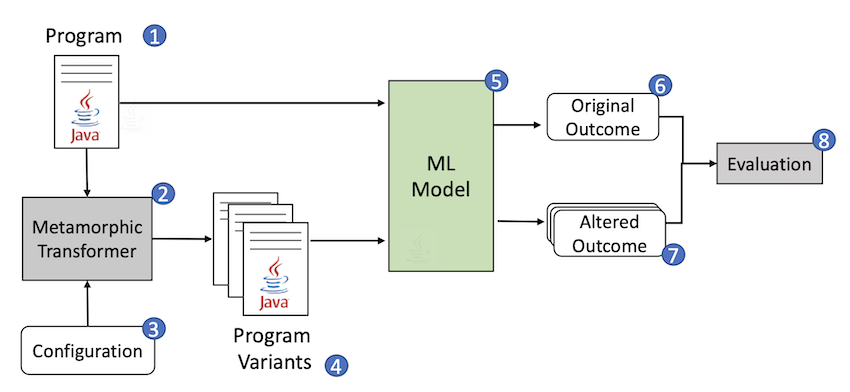 Program 1
Java
2
Metamorphic
Transformer
3
Configuration
Java
Program
Variants 4
5
ML
Model
6
Original
Outcome
Altered
Outcome
7
8
Evaluation